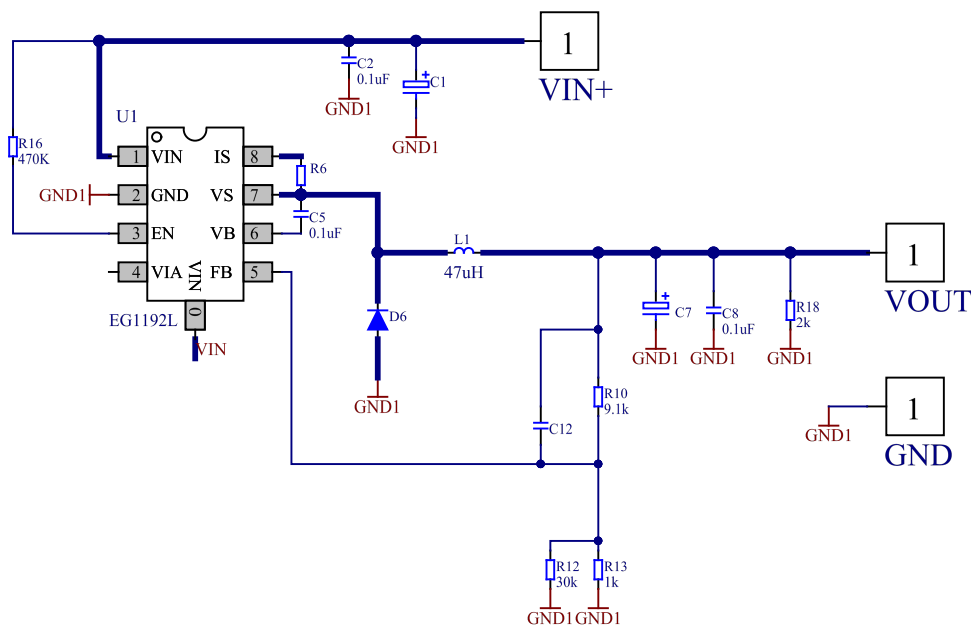 1
VIN+
C2
0.1uF
GND1
C1
GND1
U1
R16
470K
1 VIN IS 8
R6
GND1 2 GND VS 7
C5
0.1uF
3 EN VB 6
4 VIA FB 5
VIN
0
EG1192L
VIN
L1
47uH
1
VOUT
D6
GND1
C7
GND1
C8
0.1uF
GND1
R18
2k
GND1
R10
9.1k
C12
1
GND1
GND
R12
30k
GND1
R13
1k
GND1